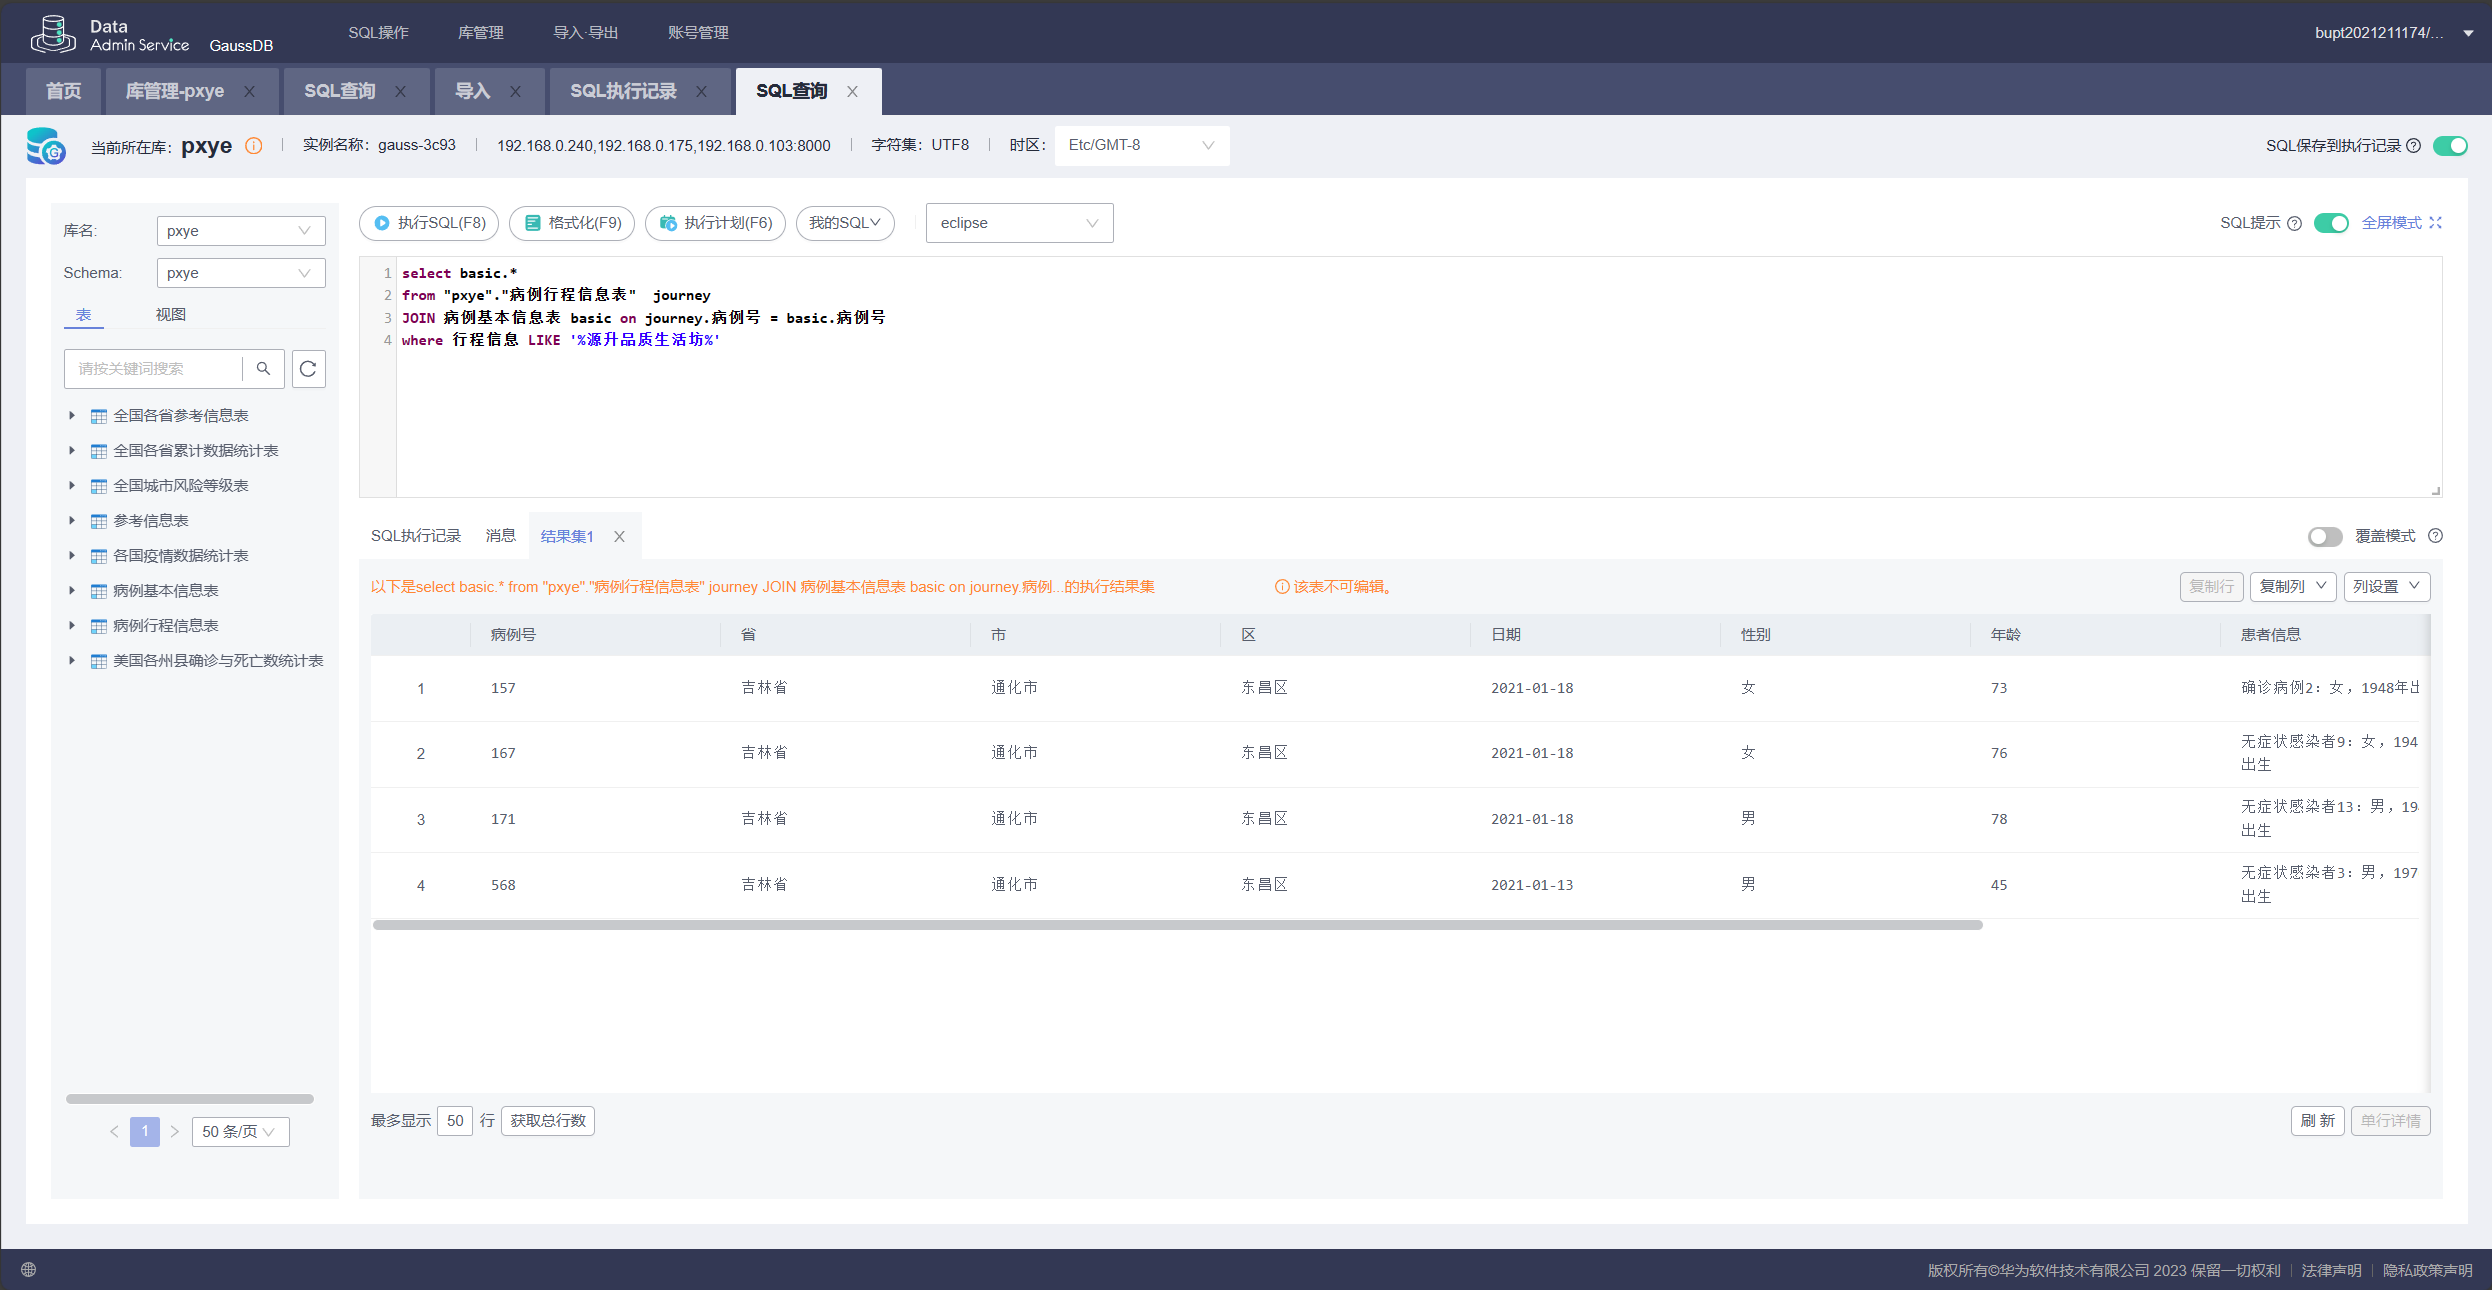 Data
Admin Service GaussDB SQL操作 库管理 导入·导出 账号管理 bupt2021211174/...
首页 库管理-pxye X SQL查询 X 导入 X SQL执行记录 X SQL查询 X
当前所在库: pxye 实例名称: gauss-3c93 192.168.0.240,192.168.0.175,192.168.0.103:8000 字符集: UTF8 时区: Etc/GMT-8 SQL保存到执行记录
库名: pxye
Schema: pxye
表 视图
请按关键词搜索
全国各省参考信息表
全国各省累计数据统计表
全国城市风险等级表
参考信息表
各国疫情数据统计表
病例基本信息表
病例行程信息表
美国各州县确诊与死亡数统计表
< 1 > 50 条/页
执行SQL(F8) 格式化(F9) 执行计划(F6) 我的SQL eclipse SQL提示 全屏模式
1 select basic.*
2 from "pxye"."病例行程信息表"  journey
3 JOIN 病例基本信息表 basic on journey.病例号 = basic.病例号
4 where 行程信息 LIKE '%源升品质生活坊%'
SQL执行记录 消息 结果集1 X 覆盖模式
以下是select basic.* from "pxye"."病例行程信息表" journey JOIN 病例基本信息表 basic on journey.病例...的执行结果集 该表不可编辑。 复制行 复制列 列设置
病例号 省 市 区 日期 性别 年龄 患者信息
1 157 吉林省 通化市 东昌区 2021-01-18 女 73 确诊病例2: 女, 1948年出
2 167 吉林省 通化市 东昌区 2021-01-18 女 76 无症状感染者9: 女, 194
出生
3 171 吉林省 通化市 东昌区 2021-01-18 男 78 无症状感染者13: 男, 19
出生
4 568 吉林省 通化市 东昌区 2021-01-13 男 45 无症状感染者3: 男, 197
出生
最多显示 50 行 获取总行数 刷 新 单行详情
版权所有©华为软件技术有限公司 2023 保留一切权利 | 法律声明 | 隐私政策声明